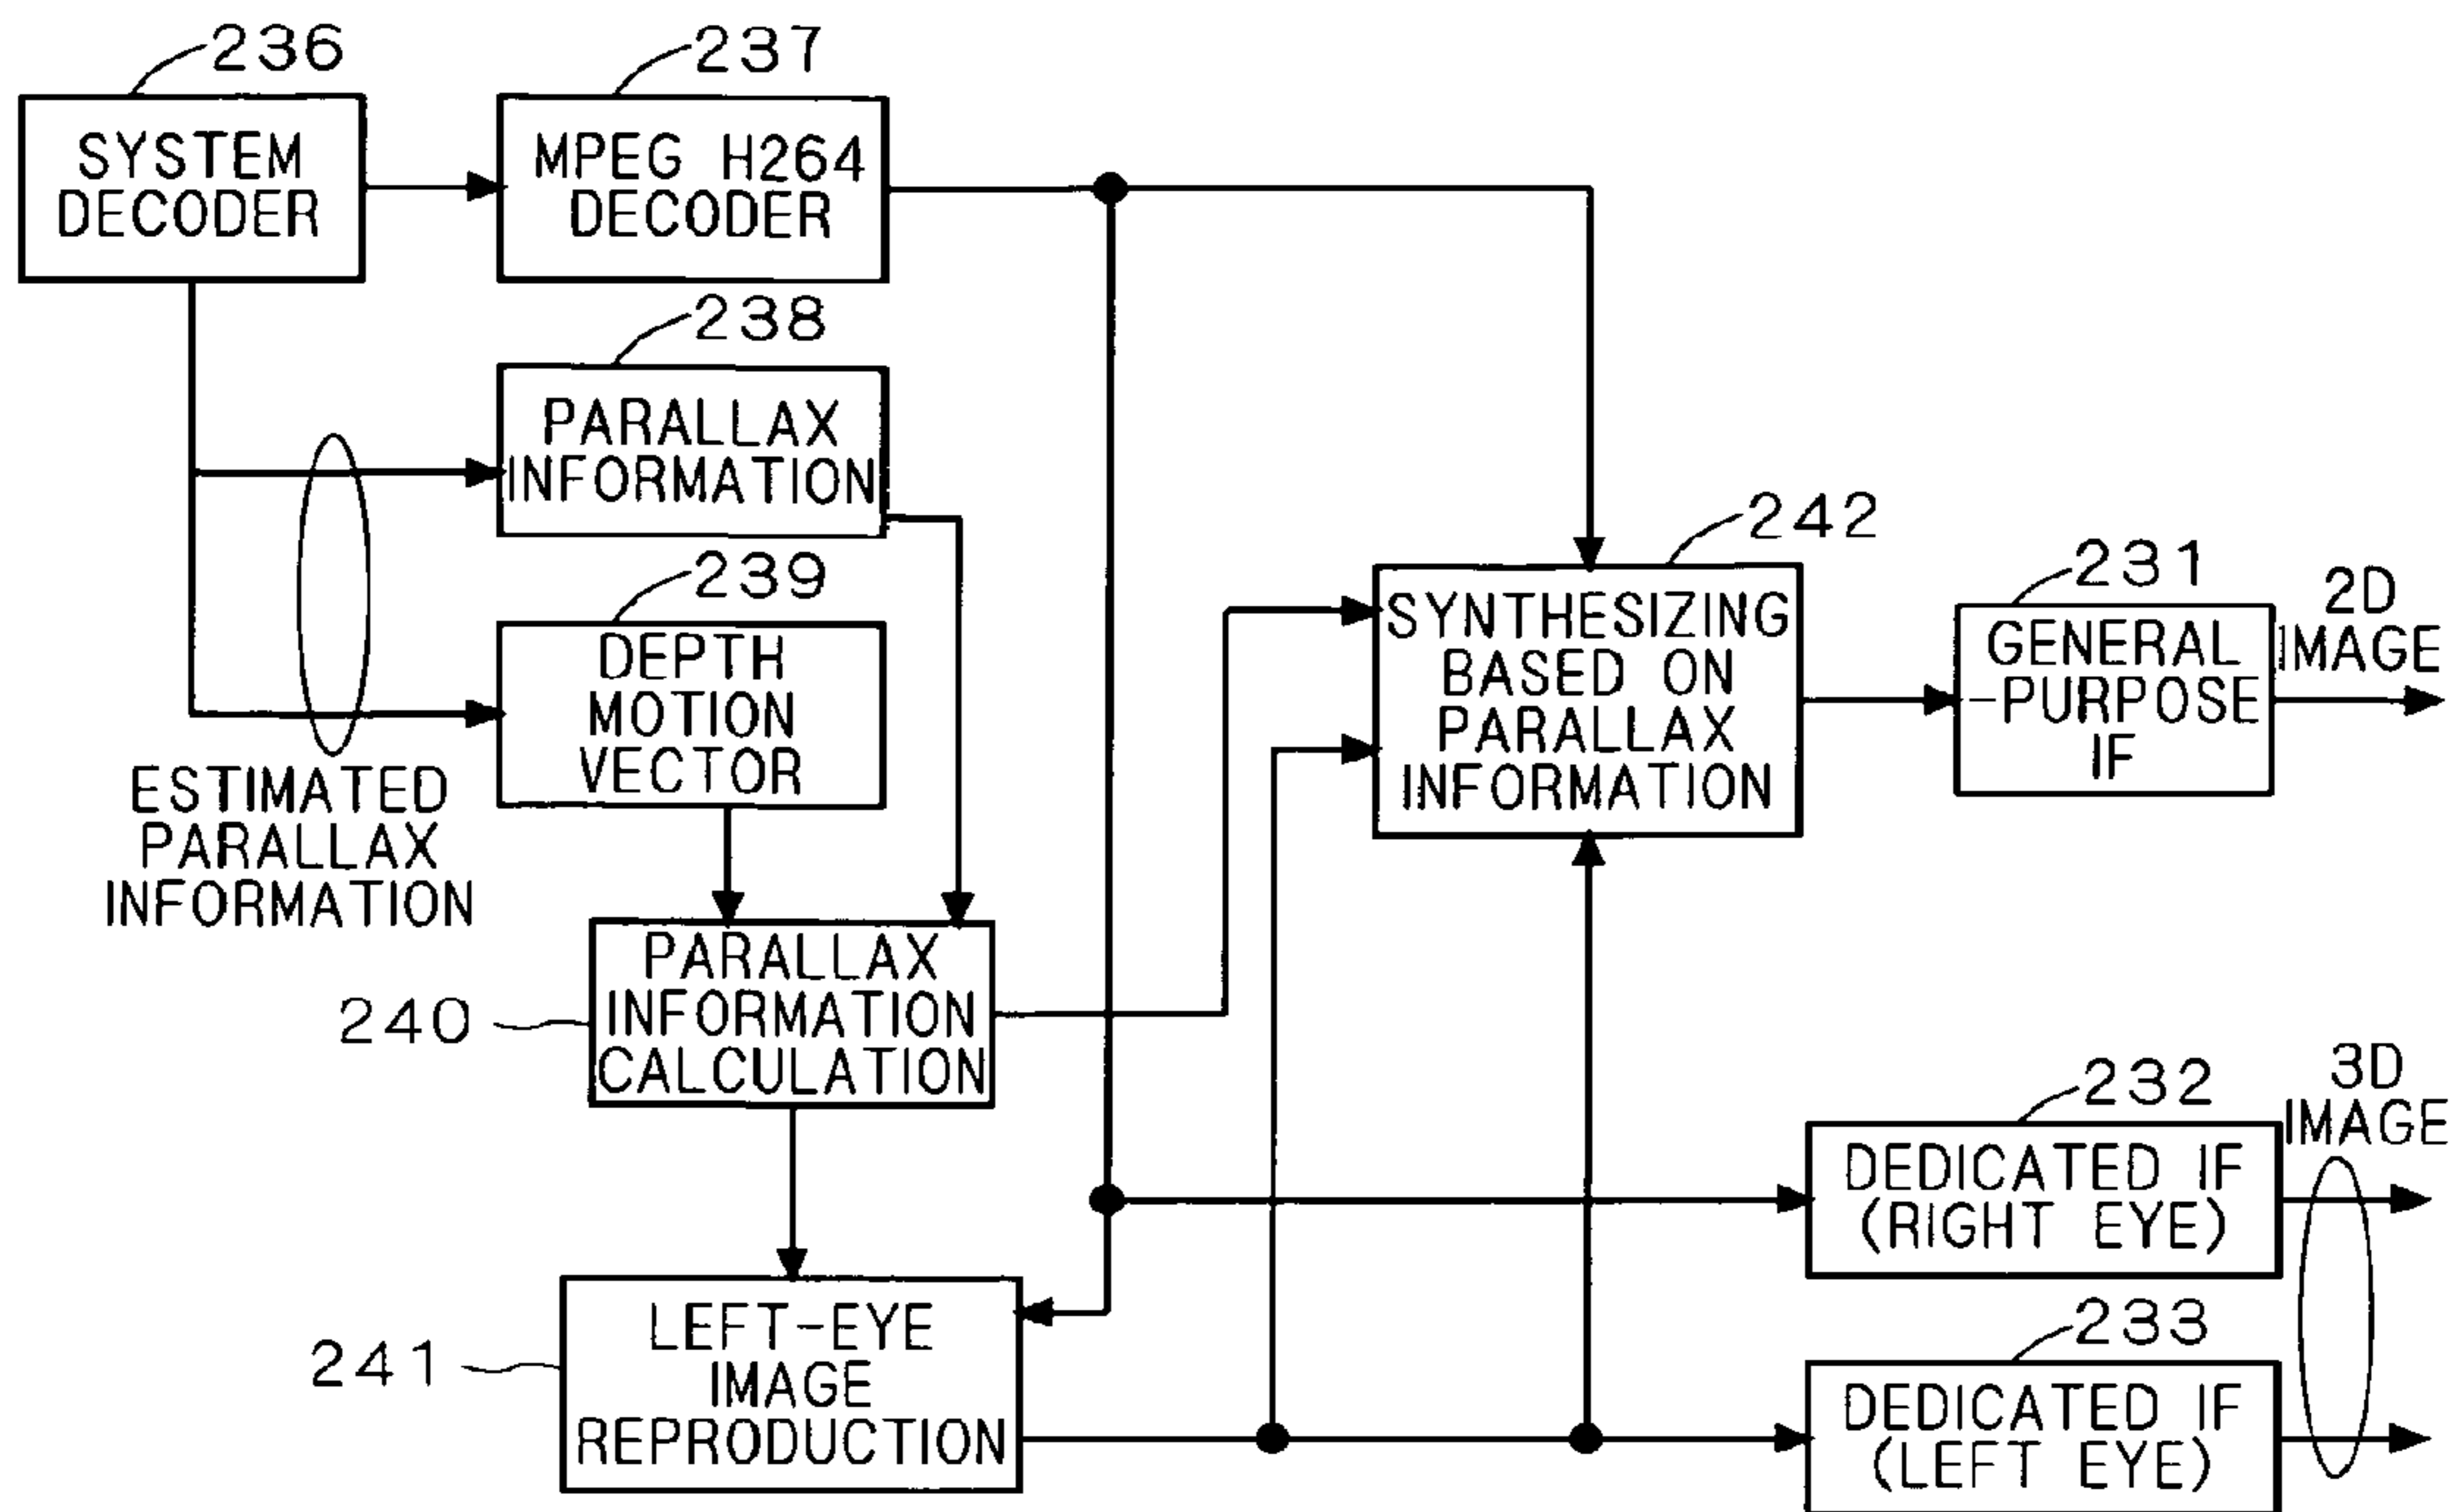 236
SYSTEM
DECODER
237
MPEG H264
DECODER
238
PARALLAX
INFORMATION
239
DEPTH
MOTION
VECTOR
ESTIMATED
PARALLAX
INFORMATION
240
PARALLAX
INFORMATION
CALCULATION
241
LEFT-EYE
IMAGE
REPRODUCTION
242
SYNTHESIZING
BASED ON
PARALLAX
INFORMATION
231
GENERAL
-PURPOSE
IF
2D
IMAGE
232
DEDICATED IF
(RIGHT EYE)
3D
IMAGE
233
DEDICATED IF
(LEFT EYE)